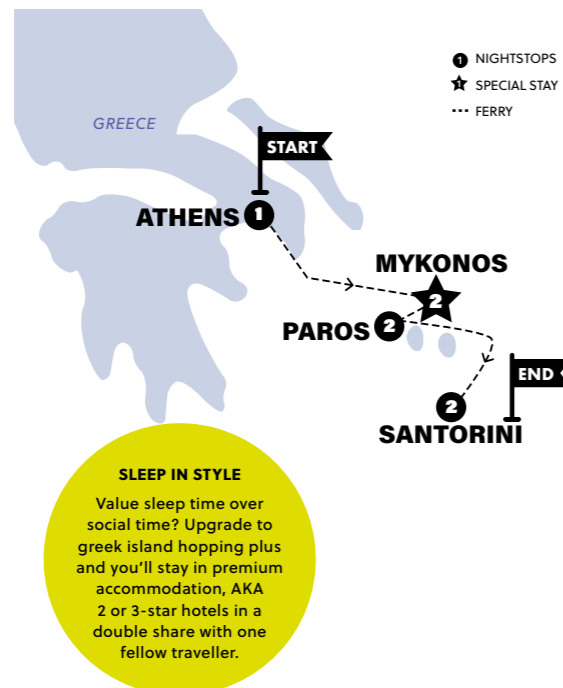 1 NIGHTSTOPS
1 SPECIAL STAY
FERRY
GREECE
START
ATHENS 1
MYKONOS
2
PAROS 2
END
2
SANTORINI
SLEEP IN STYLE
Value sleep time over
social time? Upgrade to
greek island hopping plus
and you'll stay in premium
accommodation, AKA
2 or 3-star hotels in a
double share with one
fellow traveller.